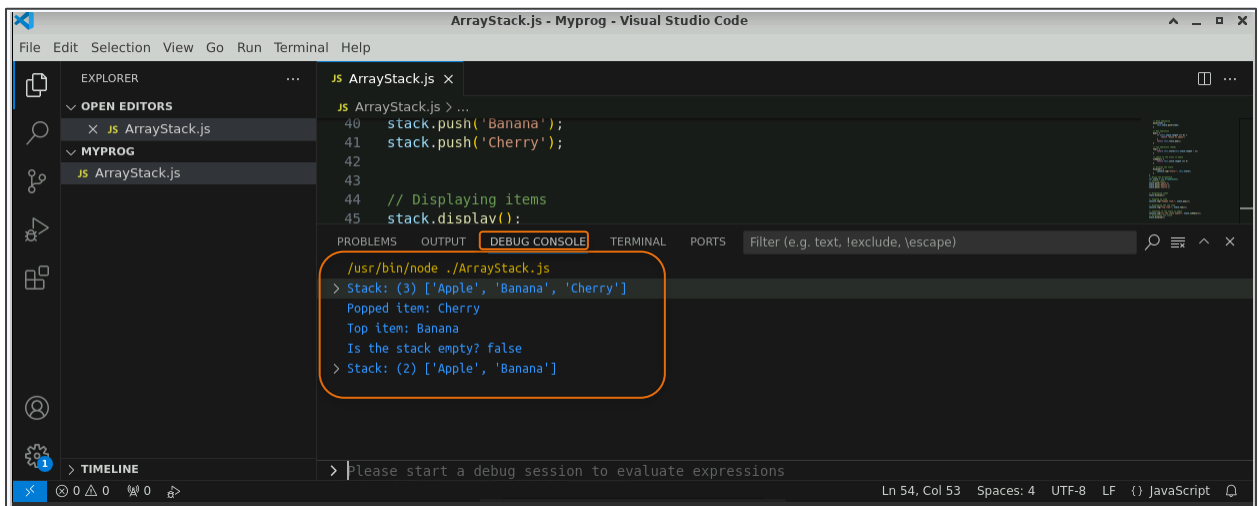 ArrayStack.js - Myprog - Visual Studio Code
File Edit Selection View Go Run Terminal Help
EXPLORER
OPEN EDITORS
JS ArrayStack.js
MYPROG
JS ArrayStack.js
TIMELINE
JS ArrayStack.js
JS ArrayStack.js > ...
40 stack.push('Banana');
41 stack.push('Cherry');
42
43
44 // Displaying items
45 stack.display();
PROBLEMS OUTPUT DEBUG CONSOLE TERMINAL PORTS Filter (e.g. text, !exclude, \escape)
/usr/bin/node ./ArrayStack.js
> Stack: (3) ['Apple', 'Banana', 'Cherry']
Popped item: Cherry
Top item: Banana
Is the stack empty? false
> Stack: (2) ['Apple', 'Banana']
> Please start a debug session to evaluate expressions
1
0 0 0 Ln 54, Col 53 Spaces: 4 UTF-8 LF {} JavaScript